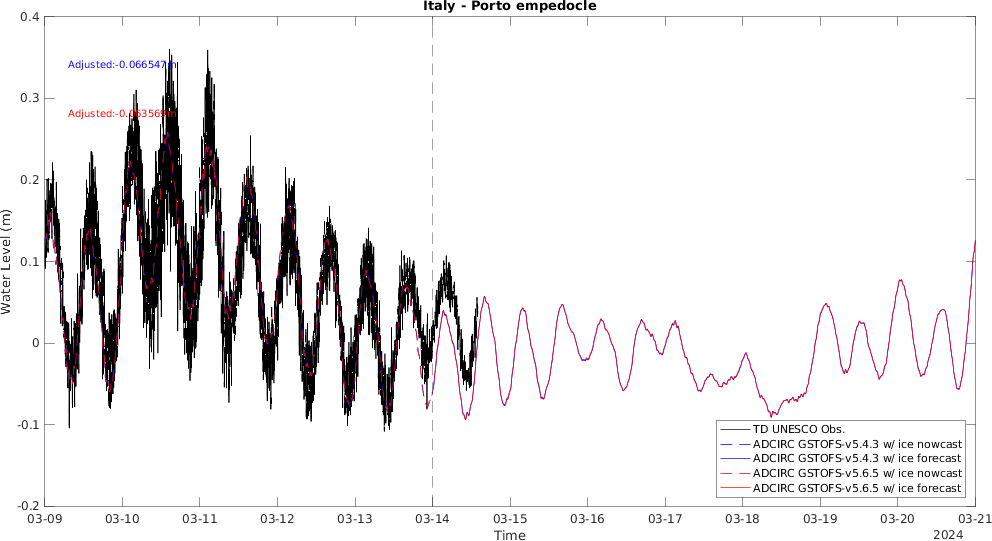 Italy - Porto empedocle
Water Level (m)
0.4
0.3
0.2
0.1
0
-0.1
-0.2
Adjusted:-0.066547m
Adjusted:-0.063569m
TD UNESCO Obs.
ADCIRC GSTOFS-v5.4.3 w/ ice nowcast
ADCIRC GSTOFS-v5.4.3 w/ ice forecast
ADCIRC GSTOFS-v5.6.5 w/ ice nowcast
ADCIRC GSTOFS-v5.6.5 w/ ice forecast
03-09 03-10 03-11 03-12 03-13 03-14 03-15 03-16 03-17 03-18 03-19 03-20 03-21
Time
2024